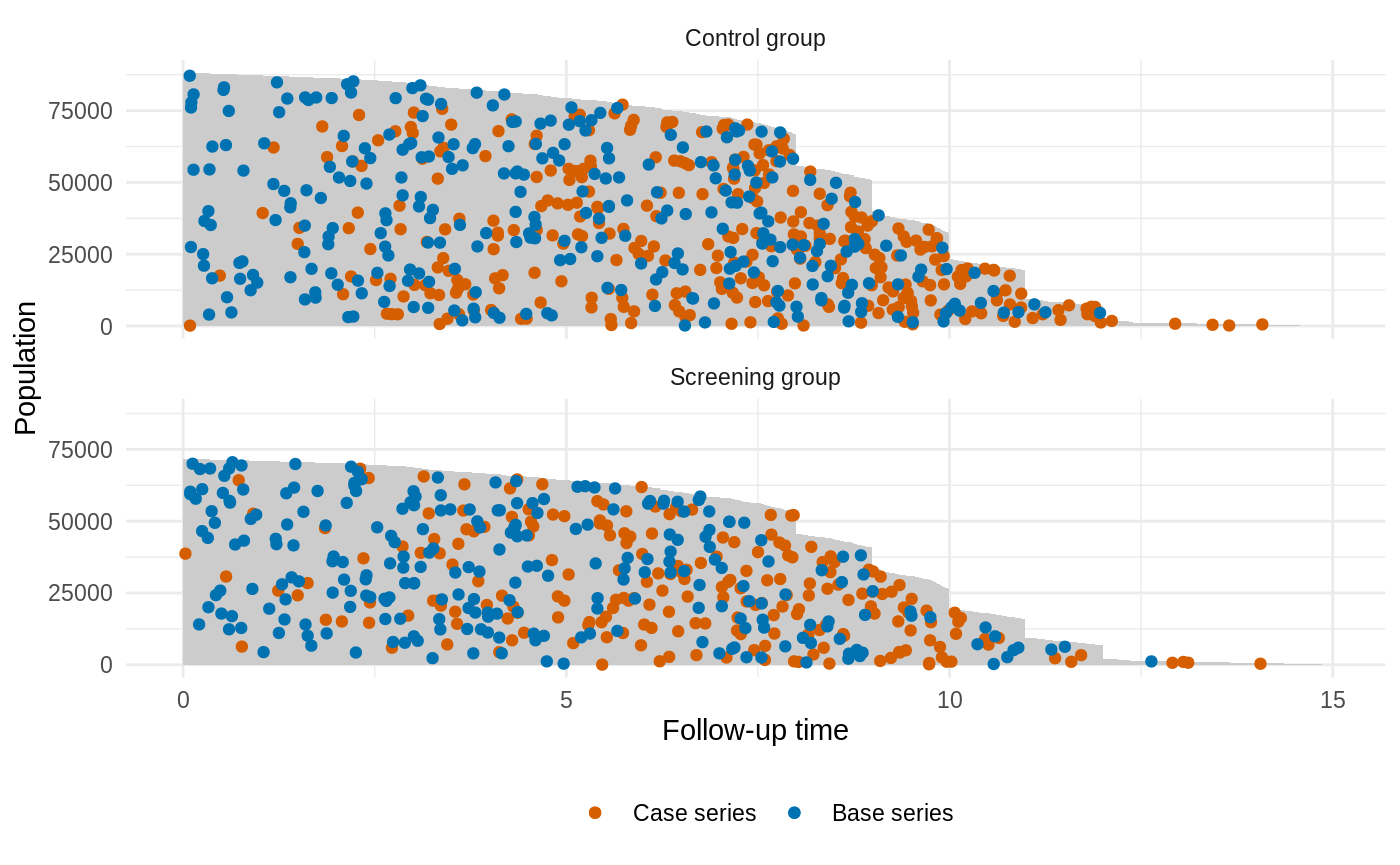 Control group
75000
50000
25000
0
Screening group
75000
50000
25000
0
0 5 10 15
Population
Follow-up time
Case series Base series